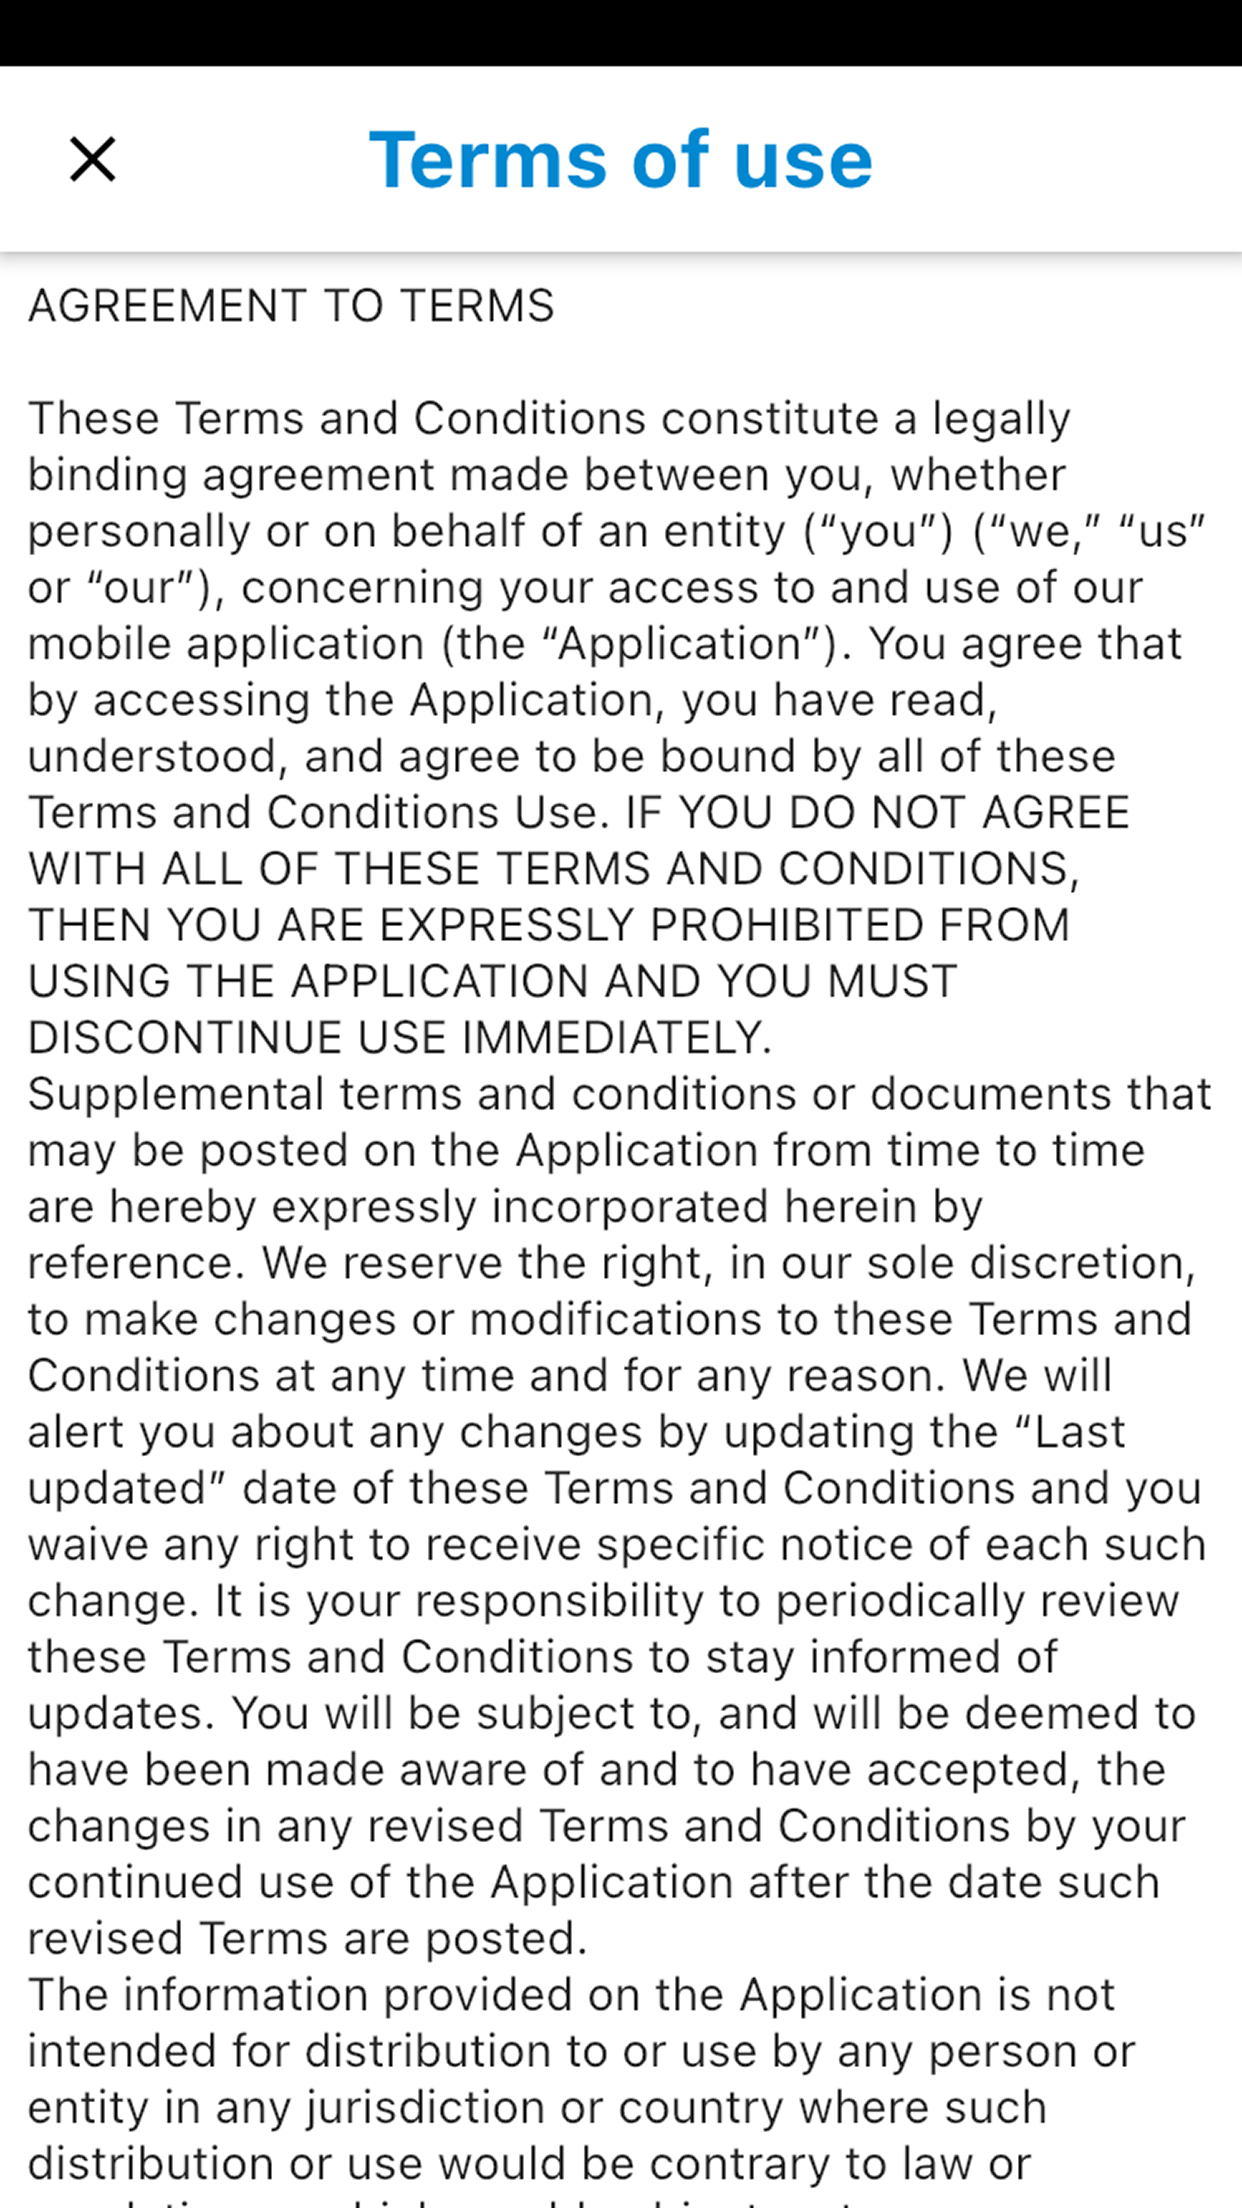 Terms of use
AGREEMENT TO TERMS
These Terms and Conditions constitute a legally
binding agreement made between you, whether
personally or on behalf of an entity (“you”) (“we,” “us”
or “our”), concerning your access to and use of our
mobile application (the “Application”). You agree that
by accessing the Application, you have read,
understood, and agree to be bound by all of these
Terms and Conditions Use. IF YOU DO NOT AGREE
WITH ALL OF THESE TERMS AND CONDITIONS,
THEN YOU ARE EXPRESSLY PROHIBITED FROM
USING THE APPLICATION AND YOU MUST
DISCONTINUE USE IMMEDIATELY.
Supplemental terms and conditions or documents that
may be posted on the Application from time to time
are hereby expressly incorporated herein by
reference. We reserve the right, in our sole discretion,
to make changes or modifications to these Terms and
Conditions at any time and for any reason. We will
alert you about any changes by updating the “Last
updated” date of these Terms and Conditions and you
waive any right to receive specific notice of each such
change. It is your responsibility to periodically review
these Terms and Conditions to stay informed of
updates. You will be subject to, and will be deemed to
have been made aware of and to have accepted, the
changes in any revised Terms and Conditions by your
continued use of the Application after the date such
revised Terms are posted.
The information provided on the Application is not
intended for distribution to or use by any person or
entity in any jurisdiction or country where such
distribution or use would be contrary to law or